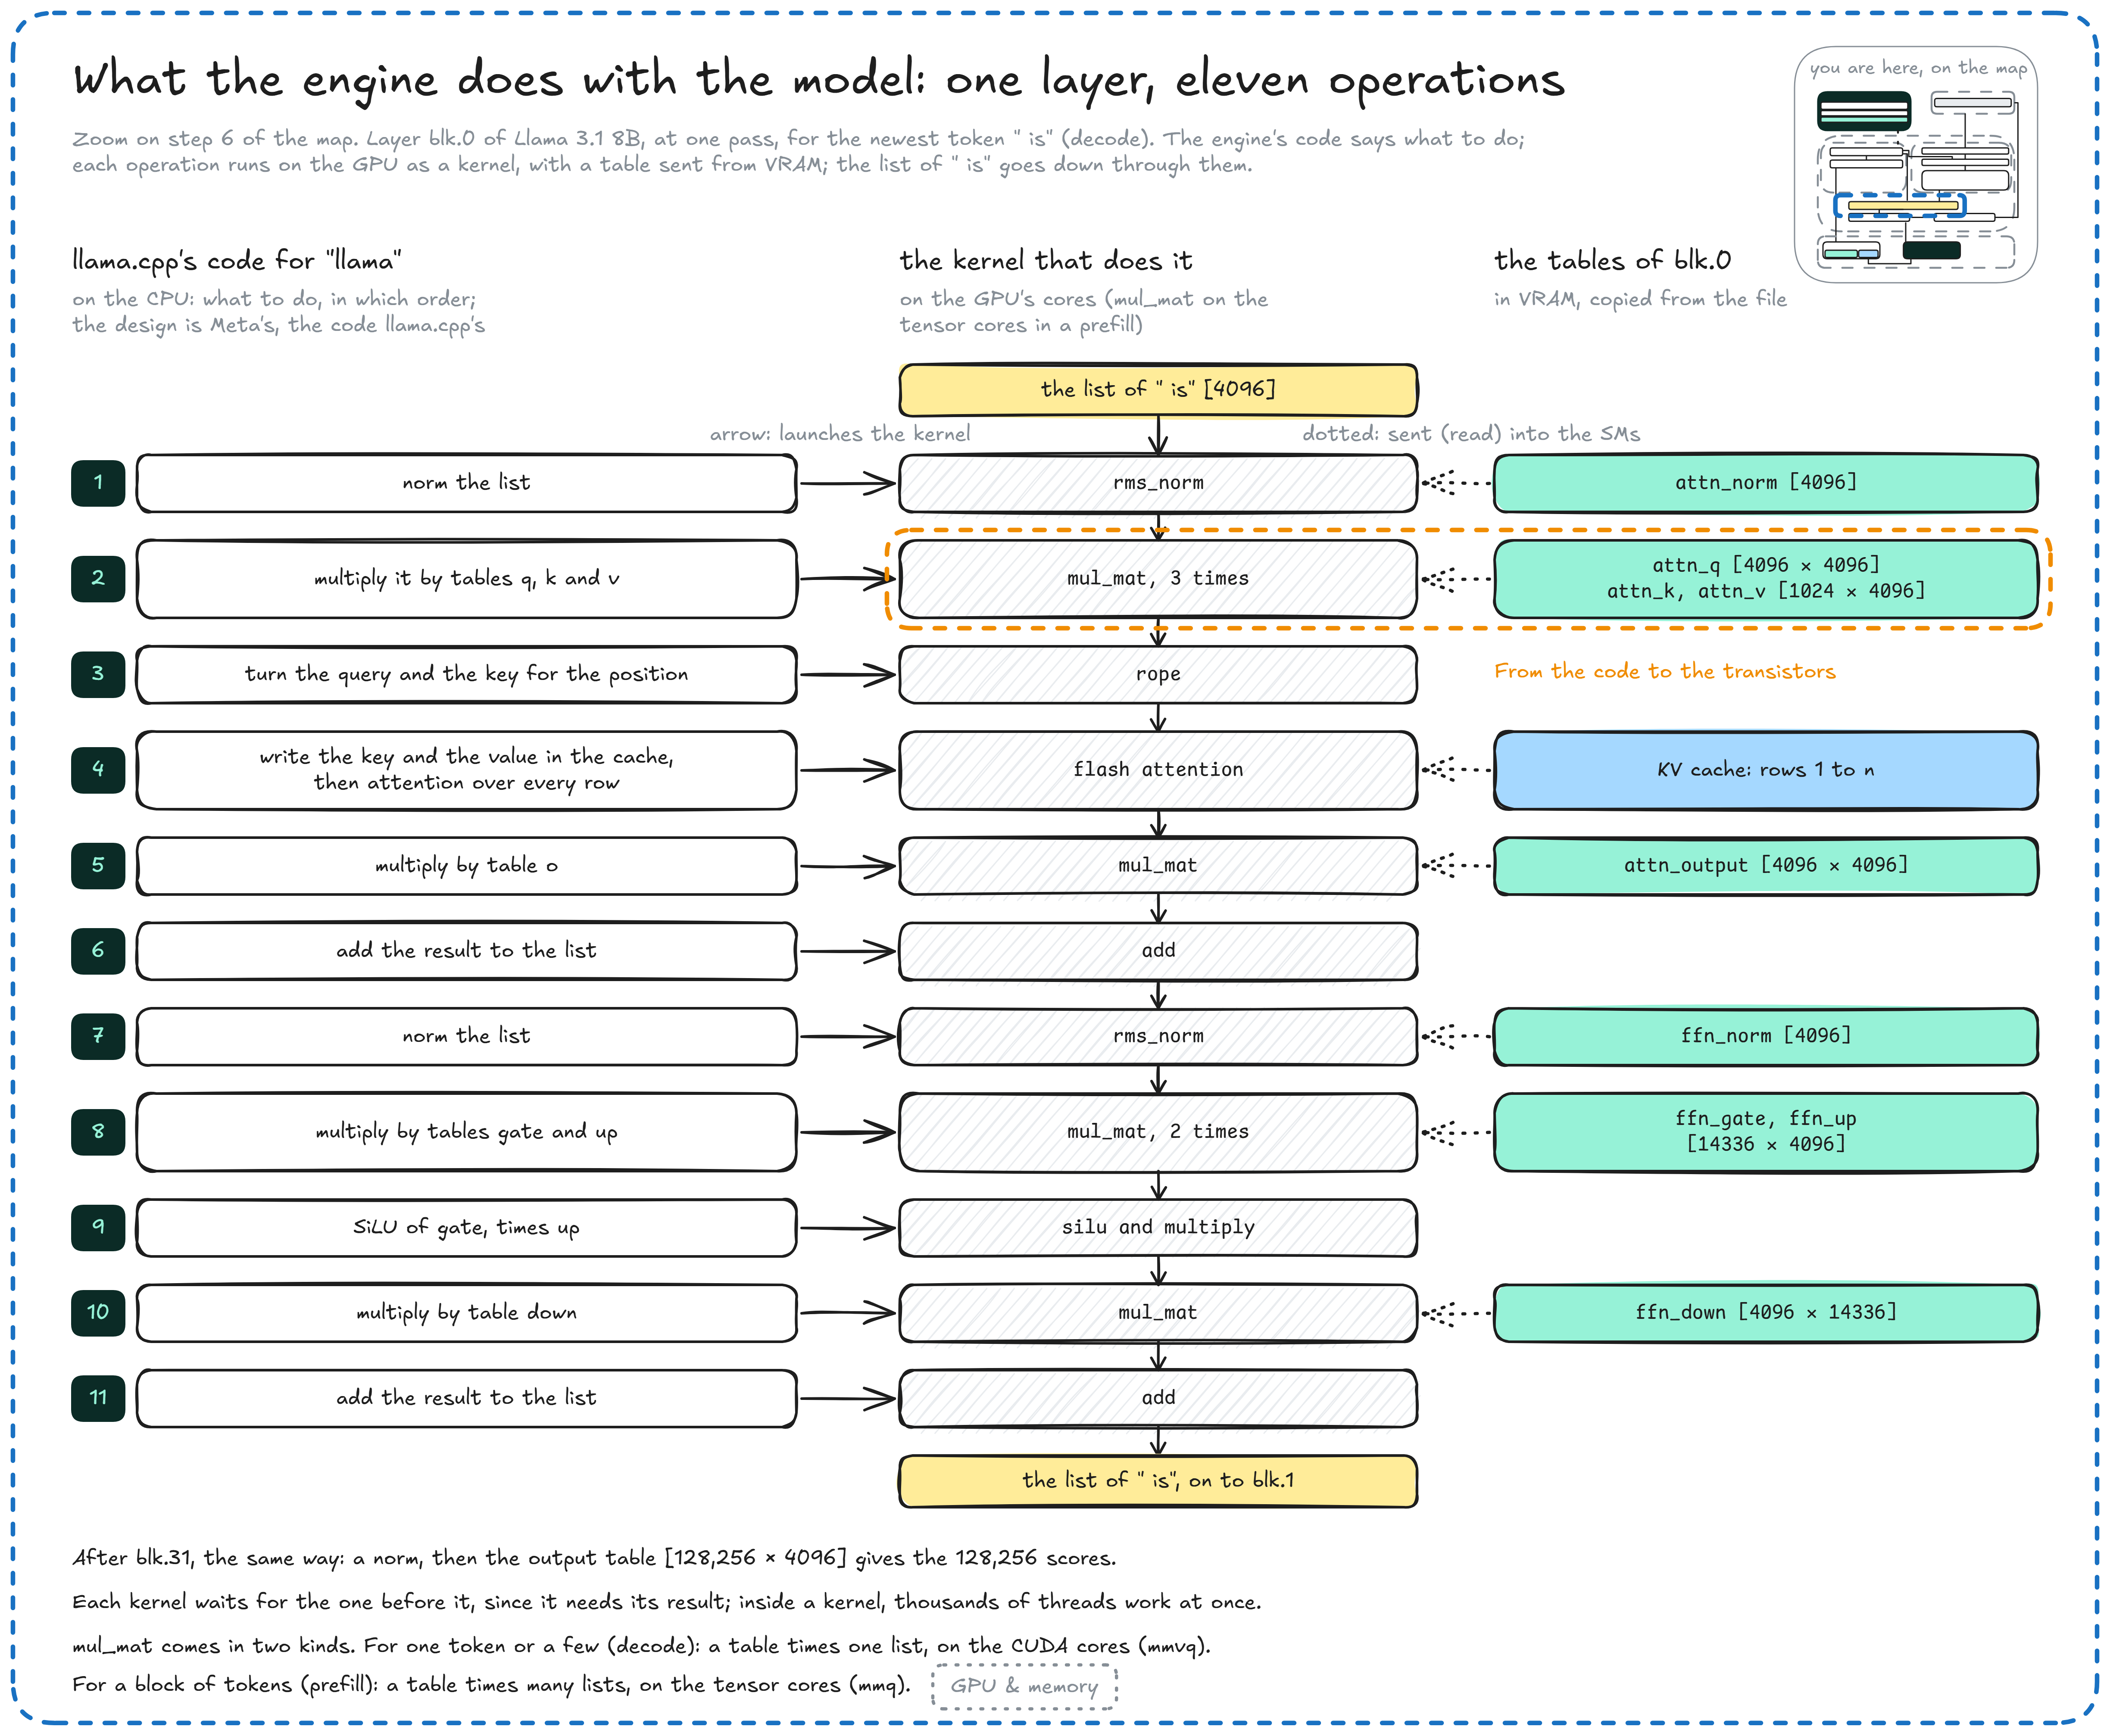 What the engine does with the model: one layer, eleven operations
you are here, on the map
Zoom on step 6 of the map. Layer blk.0 of Llama 3.1 8B, at one pass, for the newest token " is" (decode). The engine's code says what to do;
each operation runs on the GPU as a kernel, with a table sent from VRAM; the list of " is" goes down through them.
llama.cpp's code for "llama"
on the CPU: what to do, in which order;
the design is Meta's, the code llama.cpp's
the kernel that does it
on the GPU's cores (mul_mat on the
tensor cores in a prefill)
the tables of blk.0
in VRAM, copied from the file
the list of " is" [4096]
arrow: launches the kernel
dotted: sent (read) into the SMs
1
norm the list
rms_norm
attn_norm [4096]
2
multiply it by tables q, k and v
mul_mat, 3 times
attn_q [4096 × 4096]
attn_k, attn_v [1024 × 4096]
3
turn the query and the key for the position
rope
From the code to the transistors
4
write the key and the value in the cache,
then attention over every row
flash attention
KV cache: rows 1 to n
5
multiply by table o
mul_mat
attn_output [4096 × 4096]
6
add the result to the list
add
7
norm the list
rms_norm
ffn_norm [4096]
8
multiply by tables gate and up
mul_mat, 2 times
ffn_gate, ffn_up
[14336 × 4096]
9
SiLU of gate, times up
silu and multiply
10
multiply by table down
mul_mat
ffn_down [4096 × 14336]
11
add the result to the list
add
the list of " is", on to blk.1
After blk.31, the same way: a norm, then the output table [128,256 × 4096] gives the 128,256 scores.
Each kernel waits for the one before it, since it needs its result; inside a kernel, thousands of threads work at once.
mul_mat comes in two kinds. For one token or a few (decode): a table times one list, on the CUDA cores (mmvq).
For a block of tokens (prefill): a table times many lists, on the tensor cores (mmq).
GPU & memory